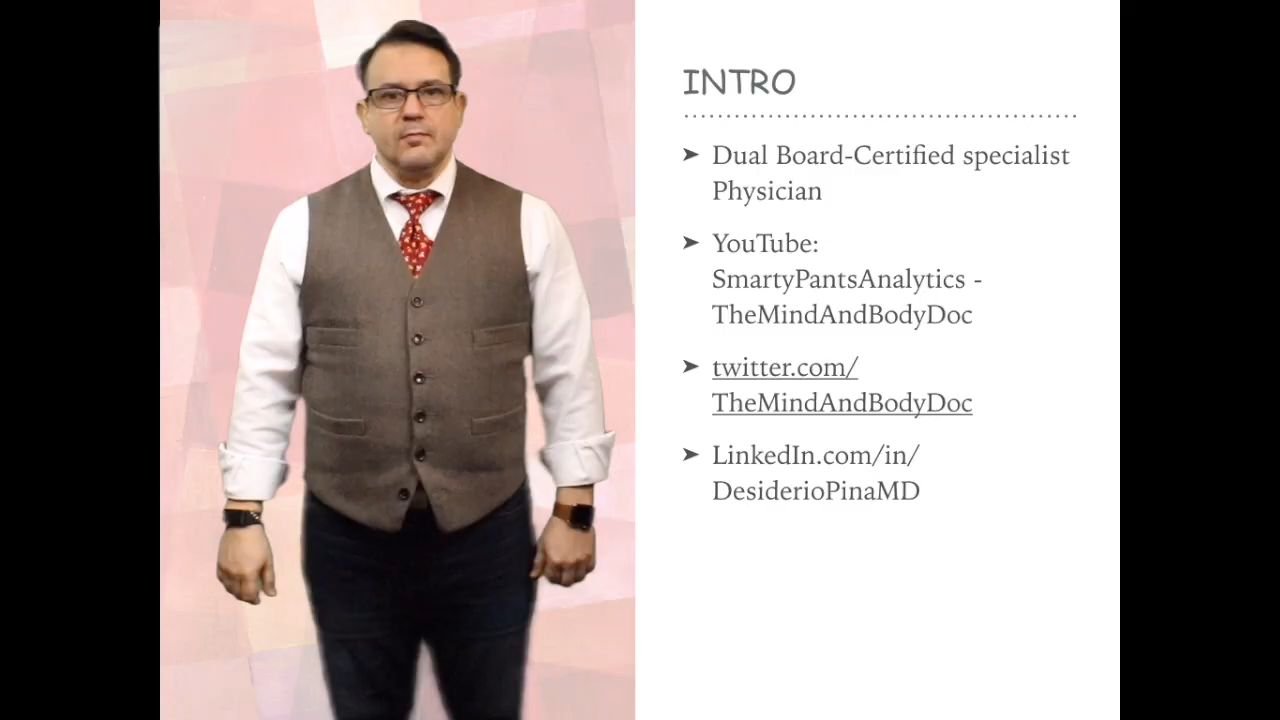 INTRO
➤ Dual Board-Certified specialist
Physician
➤ YouTube:
SmartyPantsAnalytics -
TheMindAndBodyDoc
➤ twitter.com/
TheMindAndBodyDoc
➤ LinkedIn.com/in/
DesiderioPinaMD